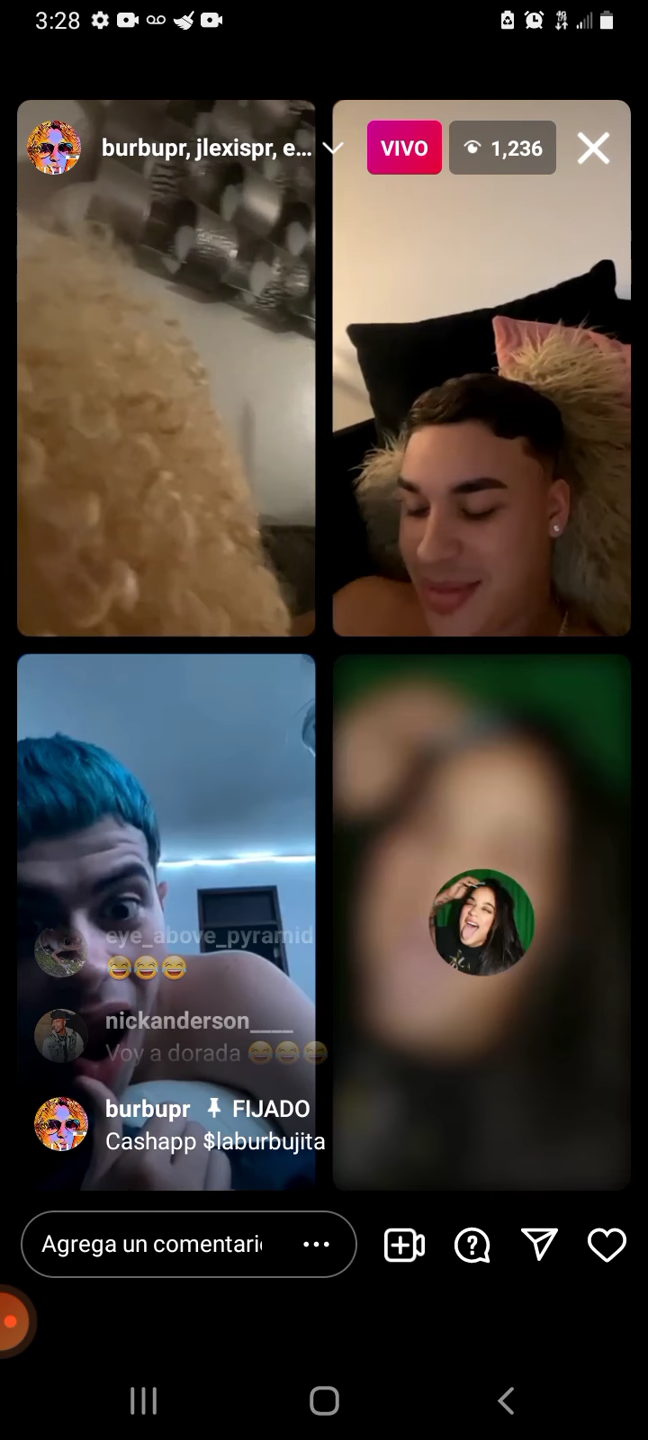 3:28
burbupr, jlexispr, e...
VIVO
1,236
eye_above_pyramid
😂😂😂
nickanderson____
Voy a dorada 😂😂😂
burbupr FIJADO
Cashapp $laburbujita
Agrega un comentari